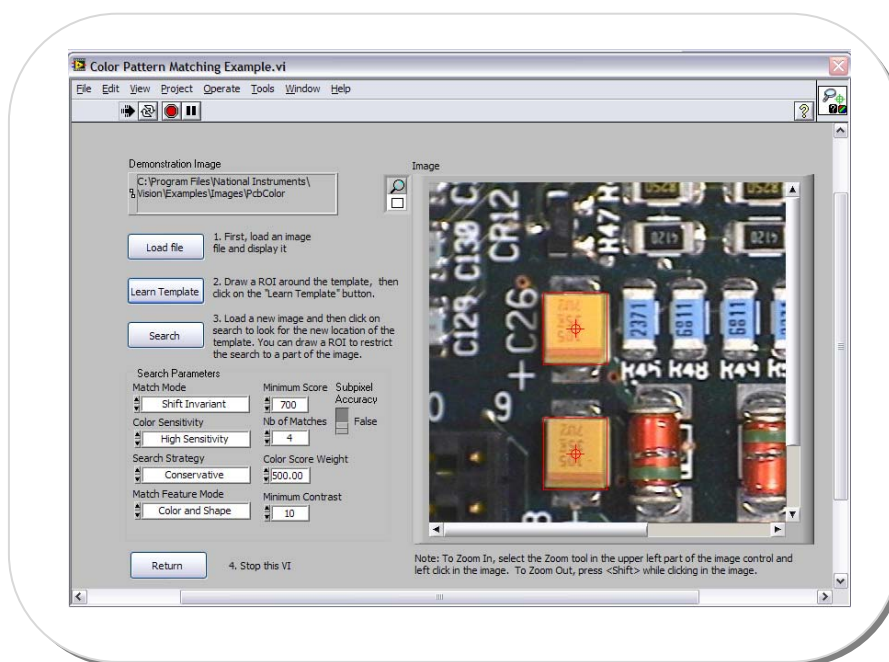 Color Pattern Matching Example.vi
File Edit View Project Operate Tools Window Help
Demonstration Image
C:\Program Files\National Instruments\
Vision\Examples\Images\PcbColor
Load file
1. First, load an image
file and display it
Learn Template
2. Draw a ROI around the template, then
click on the "Learn Template" button.
Search
3. Load a new image and then click on
search to look for the new location of the
template. You can draw a ROI to restrict
the search to a part of the image.
Search Parameters
Match Mode
Shift Invariant
Color Sensitivity
High Sensitivity
Search Strategy
Conservative
Match Feature Mode
Color and Shape
Minimum Score
700
Nb of Matches
4
Color Score Weight
500.00
Minimum Contrast
10
Subpixel
Accuracy
False
Return
4. Stop this VI
Image
C130
CR12
R47
C129
+C26
2371
6811
6811
R45 R48 R49
Note: To Zoom In, select the Zoom tool in the upper left part of the image control and
left click in the image. To Zoom Out, press <Shift> while clicking in the image.